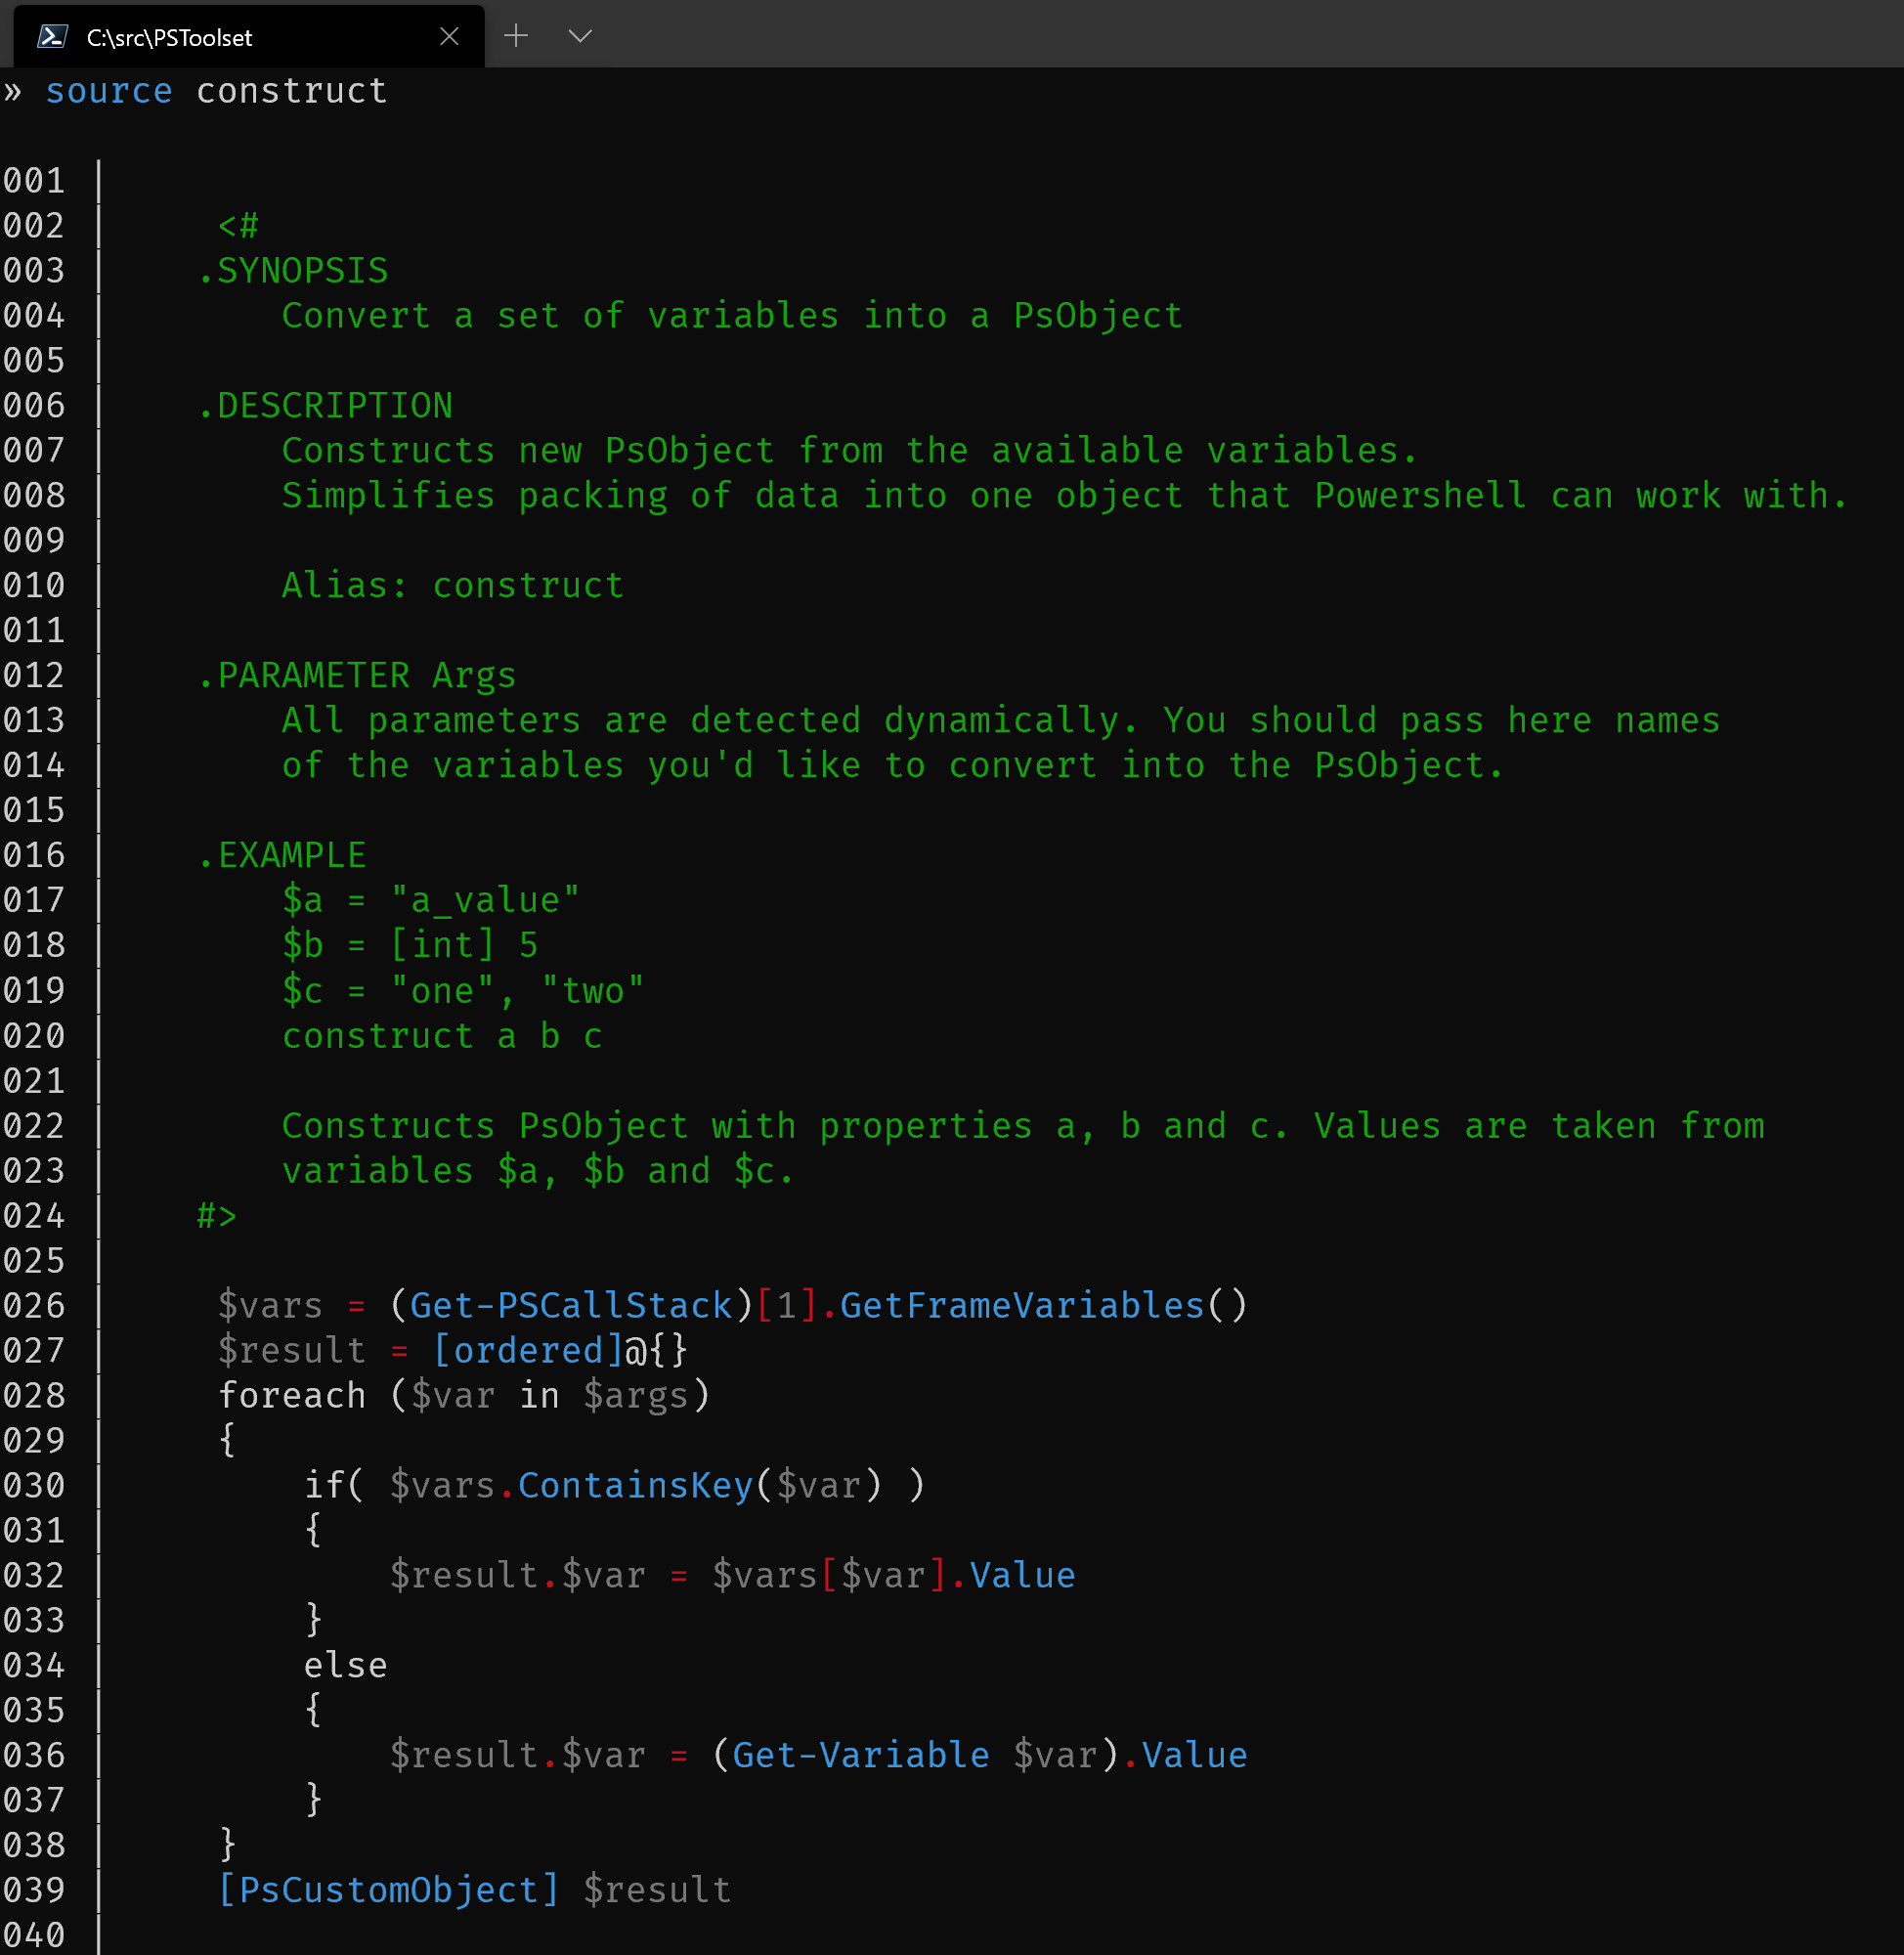 C:\src\PSToolset
» source construct
001 |
002 |     <#
003 |    .SYNOPSIS
004 |        Convert a set of variables into a PsObject
005 |
006 |    .DESCRIPTION
007 |        Constructs new PsObject from the available variables.
008 |        Simplifies packing of data into one object that Powershell can work with.
009 |
010 |        Alias: construct
011 |
012 |    .PARAMETER Args
013 |        All parameters are detected dynamically. You should pass here names
014 |        of the variables you'd like to convert into the PsObject.
015 |
016 |    .EXAMPLE
017 |        $a = "a_value"
018 |        $b = [int] 5
019 |        $c = "one", "two"
020 |        construct a b c
021 |
022 |        Constructs PsObject with properties a, b and c. Values are taken from
023 |        variables $a, $b and $c.
024 |    #>
025 |
026 |     $vars = (Get-PSCallStack)[1].GetFrameVariables()
027 |     $result = [ordered]@{}
028 |     foreach ($var in $args)
029 |     {
030 |         if( $vars.ContainsKey($var) )
031 |         {
032 |             $result.$var = $vars[$var].Value
033 |         }
034 |         else
035 |         {
036 |             $result.$var = (Get-Variable $var).Value
037 |         }
038 |     }
039 |     [PsCustomObject] $result
040 |